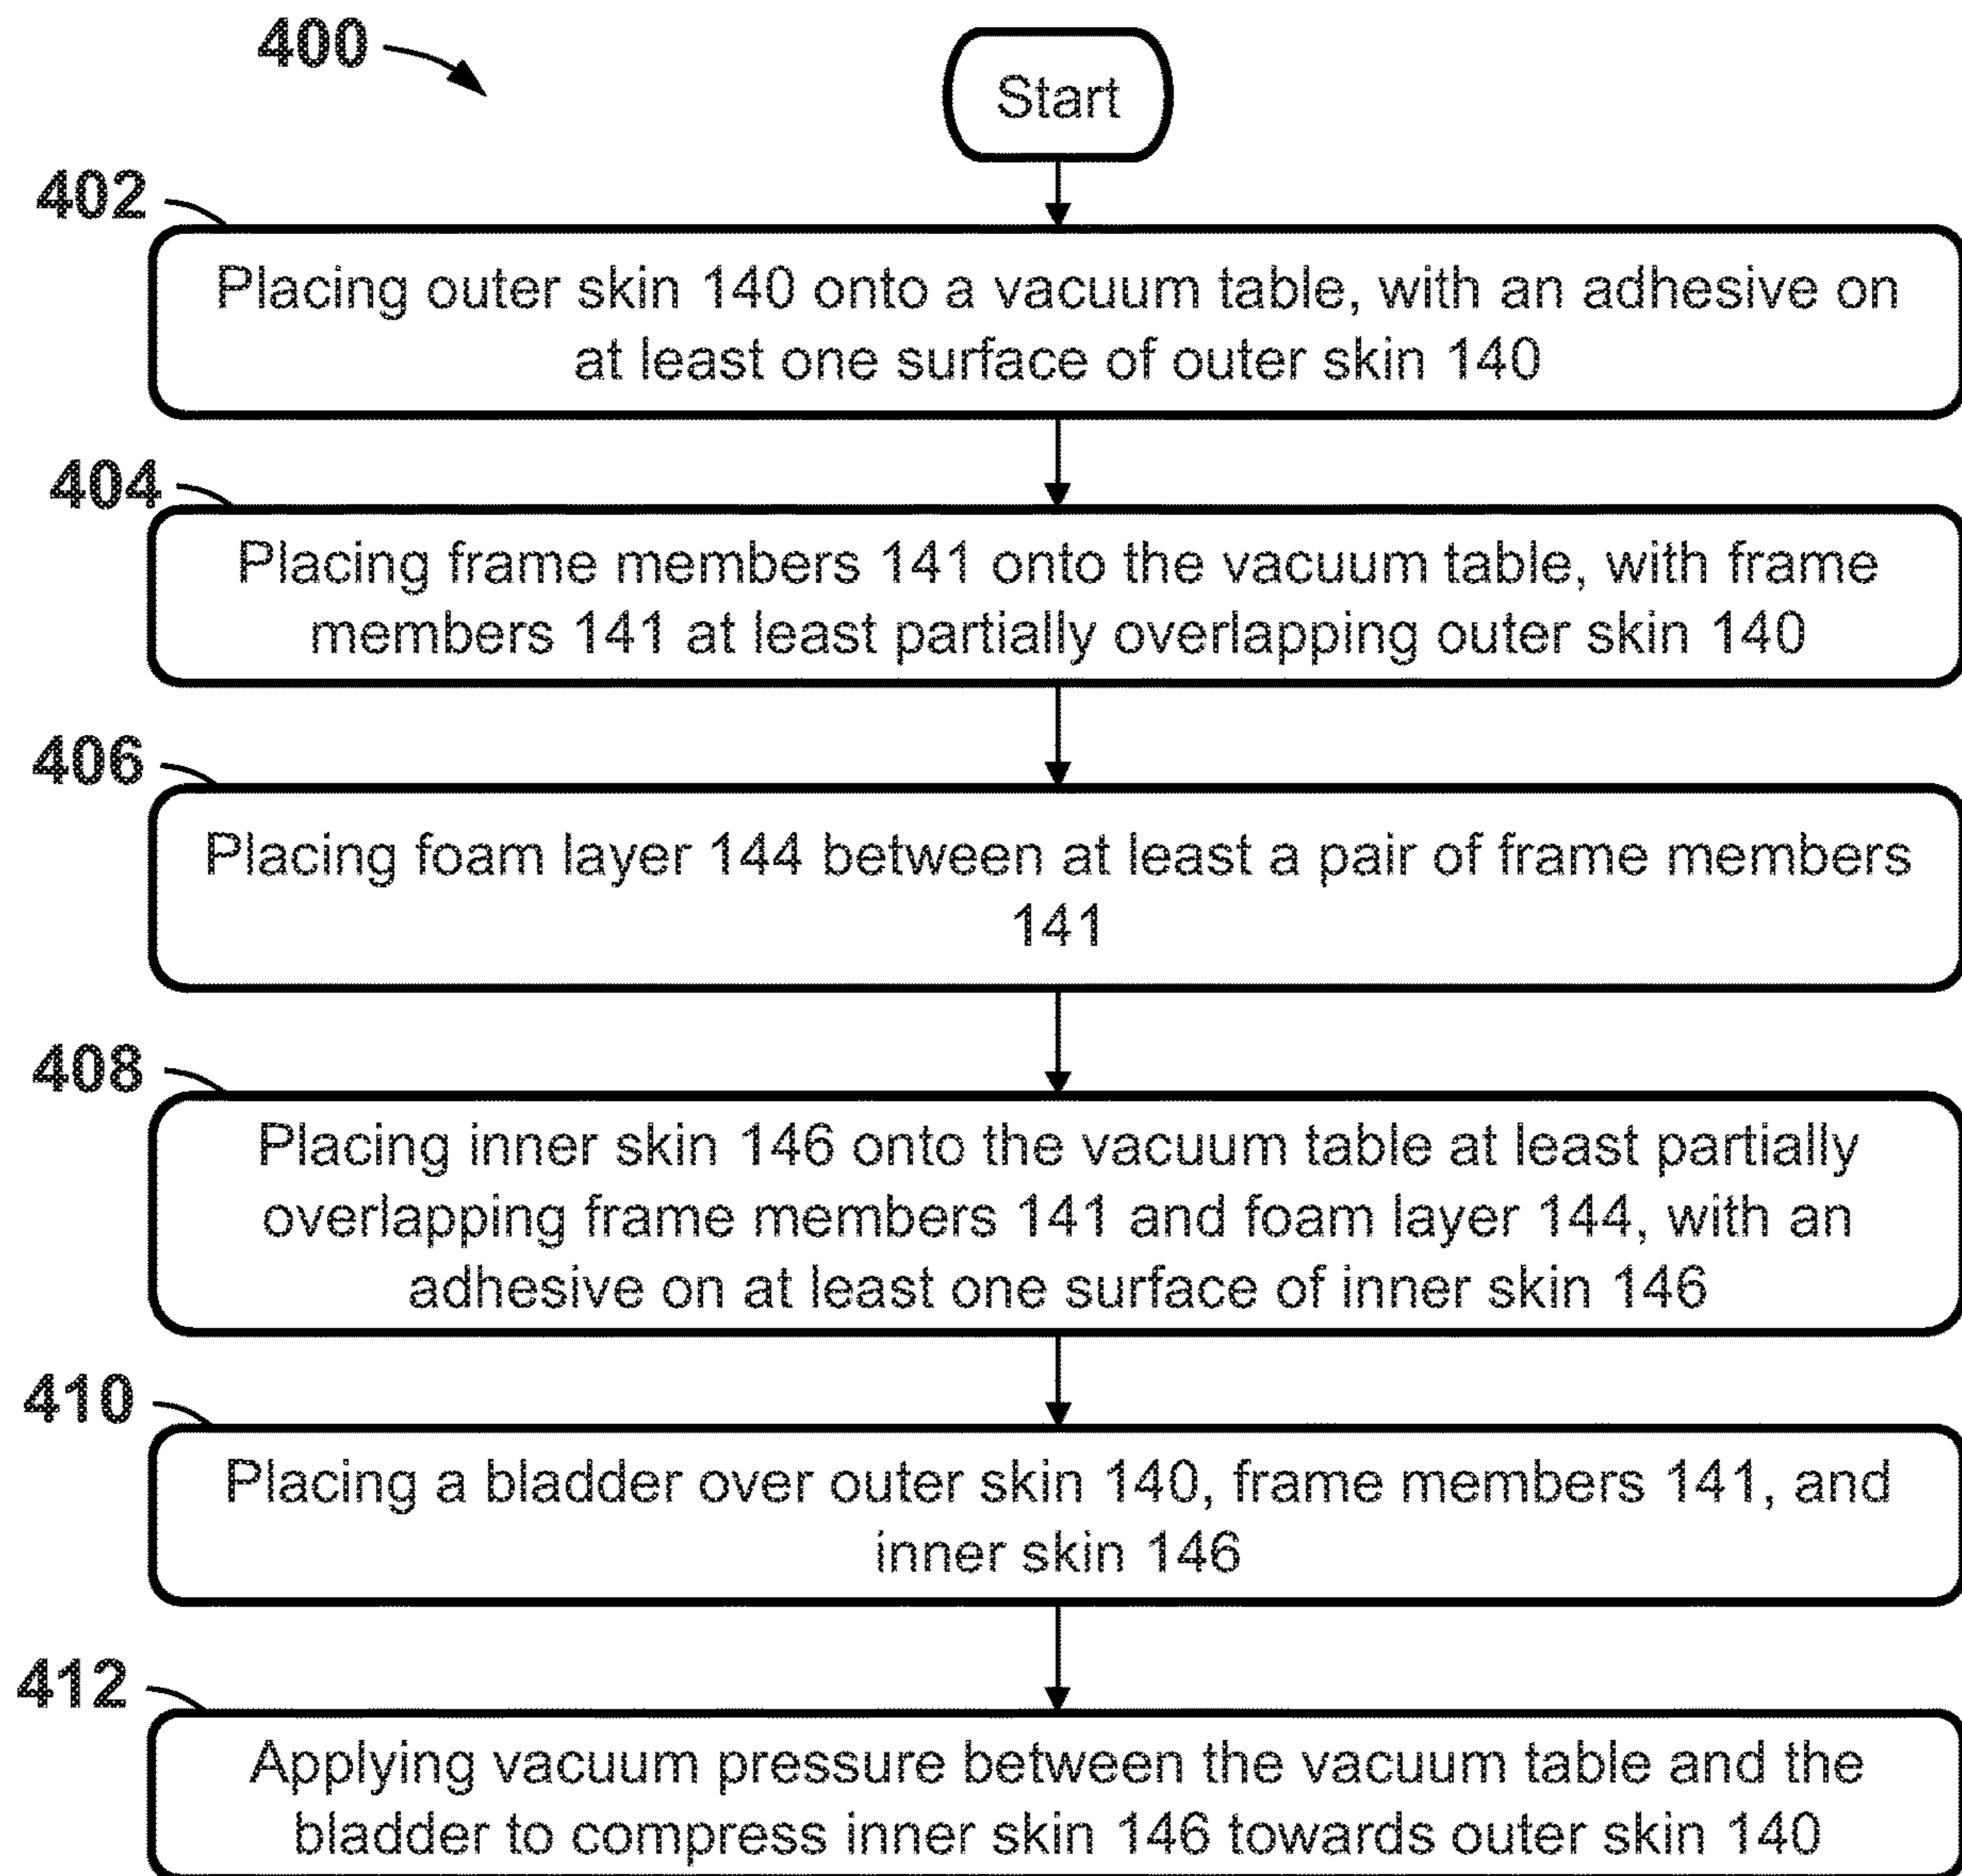 400
Start
402
Placing outer skin 140 onto a vacuum table, with an adhesive on
at least one surface of outer skin 140
404
Placing frame members 141 onto the vacuum table, with frame
members 141 at least partially overlapping outer skin 140
406
Placing foam layer 144 between at least a pair of frame members
141
408
Placing inner skin 146 onto the vacuum table at least partially
overlapping frame members 141 and foam layer 144, with an
adhesive on at least one surface of inner skin 146
410
Placing a bladder over outer skin 140, frame members 141, and
inner skin 146
412
Applying vacuum pressure between the vacuum table and the
bladder to compress inner skin 146 towards outer skin 140